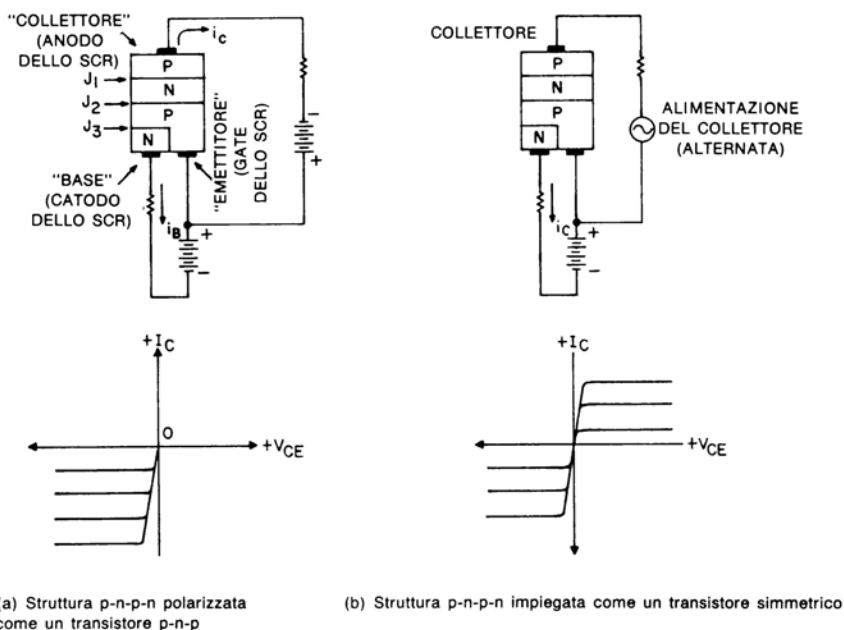 "COLLETTORE"
(ANODO
DELLO SCR)
iC
P
J1
N
J2
P
J3
N
"BASE"
(CATODO
DELLO SCR)
"EMETTITORE"
(GATE
DELLO SCR)
iB
+
−
−
+
COLLETTORE
P
N
P
N
ALIMENTAZIONE
DEL COLLETTORE
(ALTERNATA)
iC
+
−
+IC
O
+VCE
+IC
+VCE
(a) Struttura p-n-p-n polarizzata
come un transistore p-n-p
(b) Struttura p-n-p-n impiegata come un transistore simmetrico